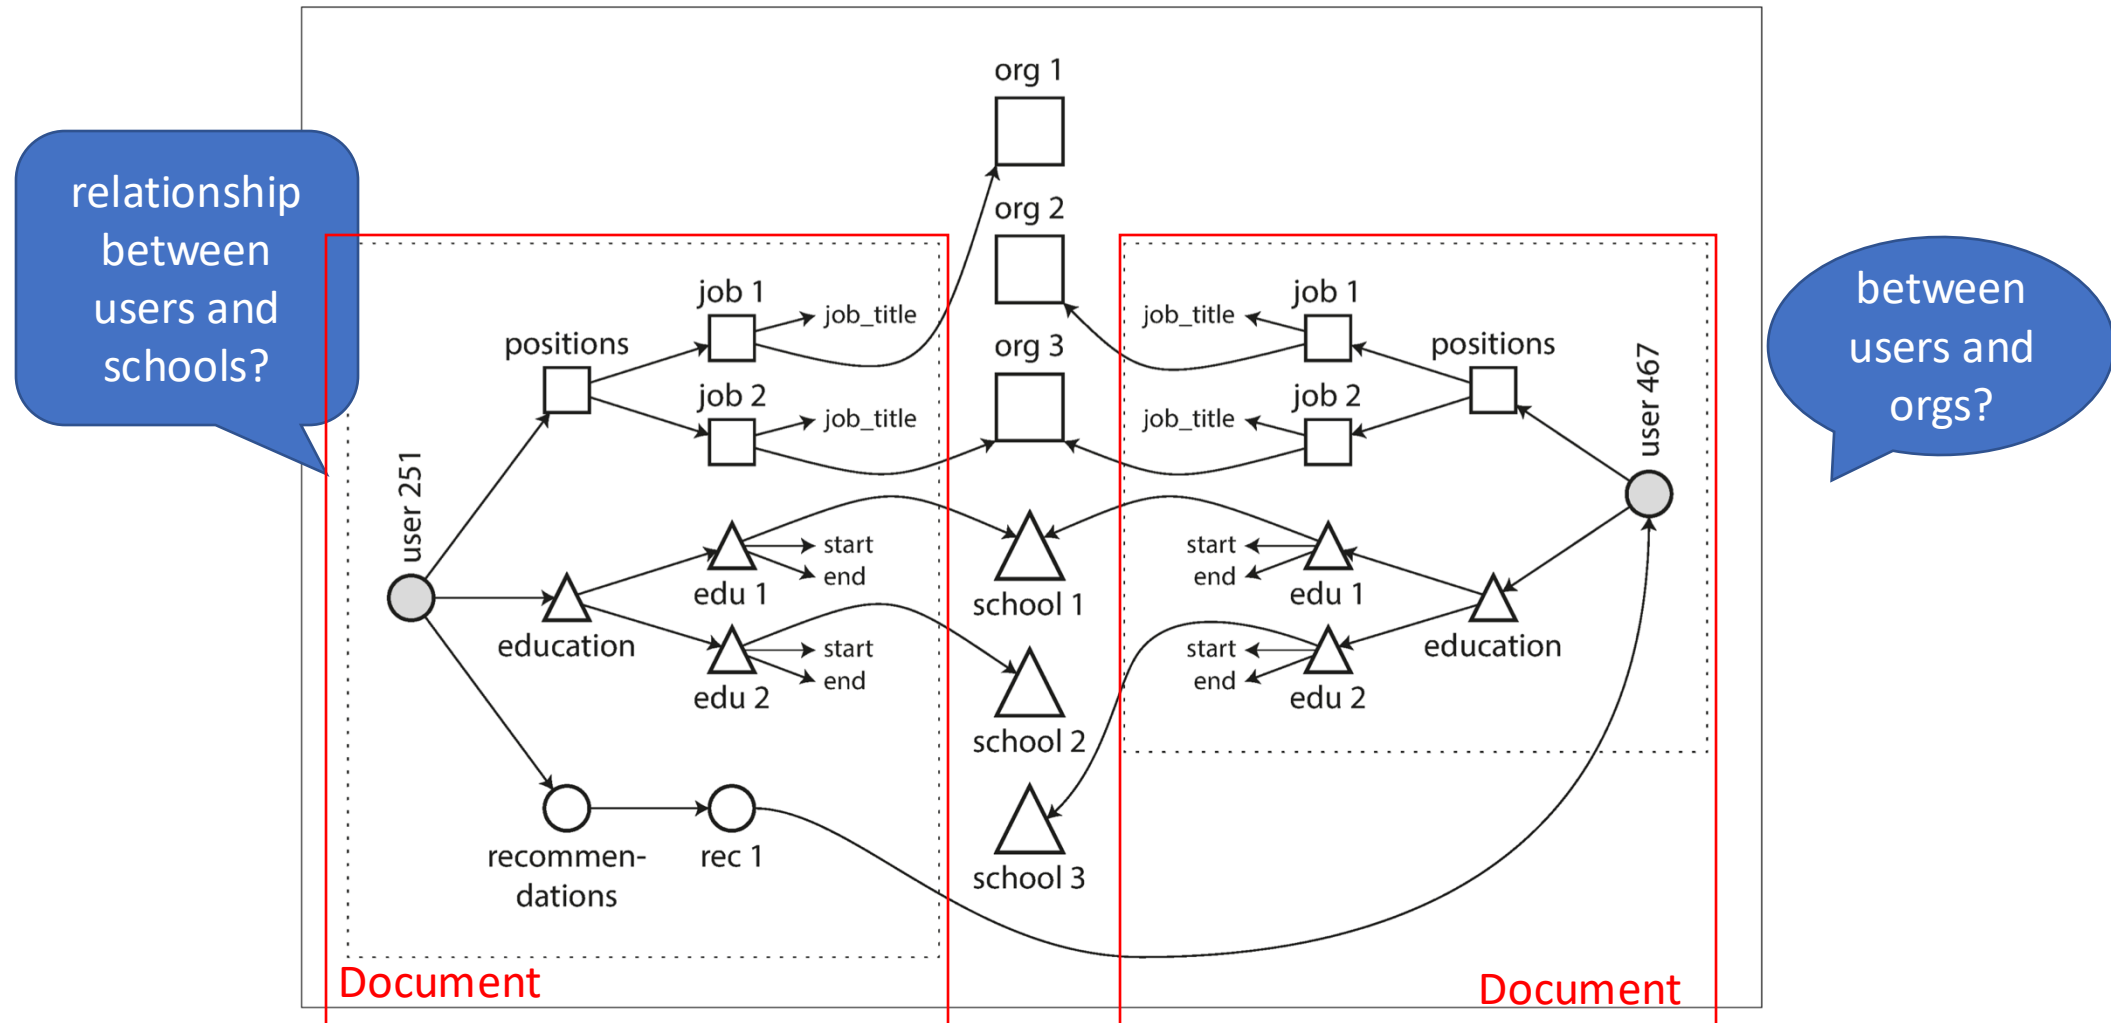 relationship
between
users and
schools?
between
users and
orgs?
org 1
org 2
org 3
school 1
school 2
school 3
user 251
positions
job 1
job_title
job 2
job_title
education
edu 1
start
end
edu 2
start
end
recommen-
dations
rec 1
Document
user 467
positions
job 1
job_title
job 2
job_title
education
edu 1
start
end
edu 2
start
end
Document